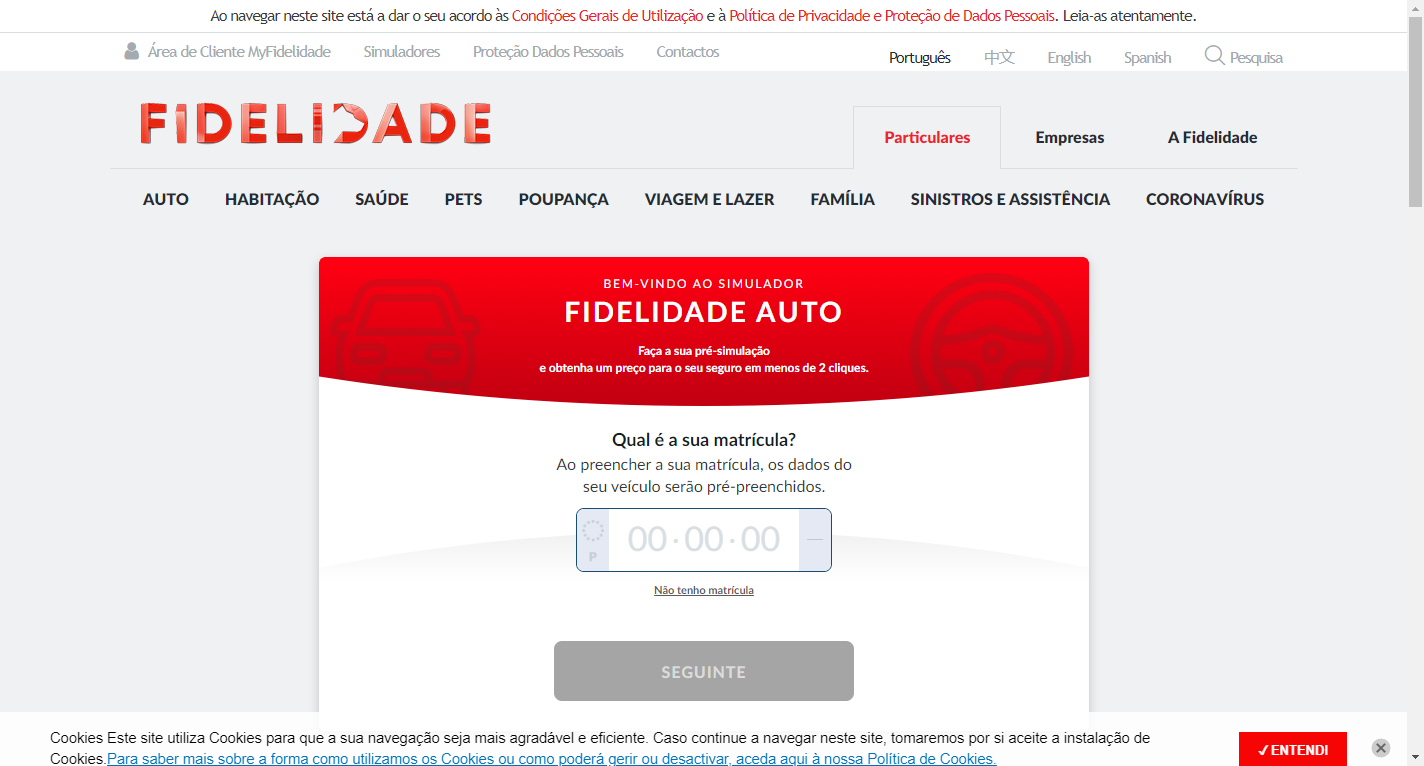 Ao navegar neste site está a dar o seu acordo às Condições Gerais de Utilização e à Política de Privacidade e Proteção de Dados Pessoais. Leia-as atentamente.
Área de Cliente MyFidelidade Simuladores Proteção Dados Pessoais Contactos Português 中文 English Spanish Pesquisa
FIDELIDADE
Particulares Empresas A Fidelidade
AUTO HABITAÇÃO SAÚDE PETS POUPANÇA VIAGEM E LAZER FAMÍLIA SINISTROS E ASSISTÊNCIA CORONAVÍRUS
BEM-VINDO AO SIMULADOR
FIDELIDADE AUTO
Faça a sua pré-simulação
e obtenha um preço para o seu seguro em menos de 2 cliques.
Qual é a sua matrícula?
Ao preencher a sua matrícula, os dados do
seu veículo serão pré-preenchidos.
P 00·00·00
Não tenho matrícula
SEGUINTE
Cookies Este site utiliza Cookies para que a sua navegação seja mais agradável e eficiente. Caso continue a navegar neste site, tomaremos por si aceite a instalação de
Cookies.Para saber mais sobre a forma como utilizamos os Cookies ou como poderá gerir ou desactivar, aceda aqui à nossa Política de Cookies.
✓ENTENDI